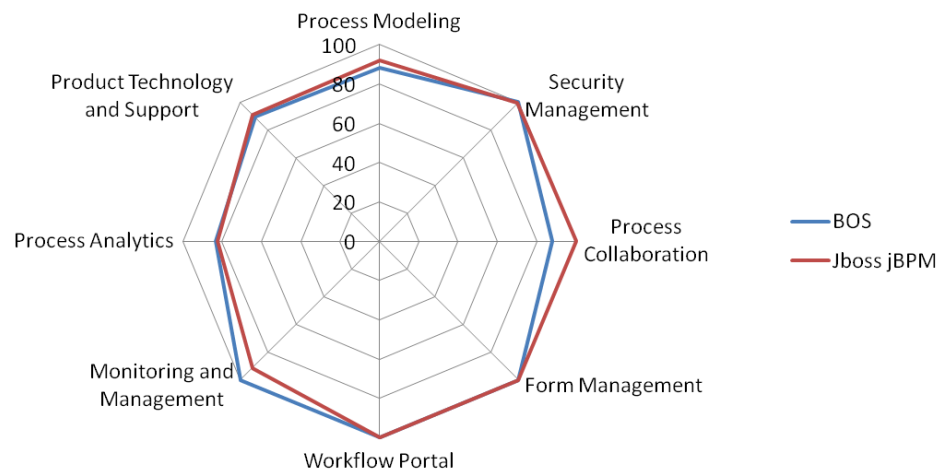 Process Modeling
100
Product Technology
and Support
80
Security
Management
60
40
20
Process Analytics
0
Process
Collaboration
BOS
Jboss jBPM
Monitoring and
Management
Form Management
Workflow Portal